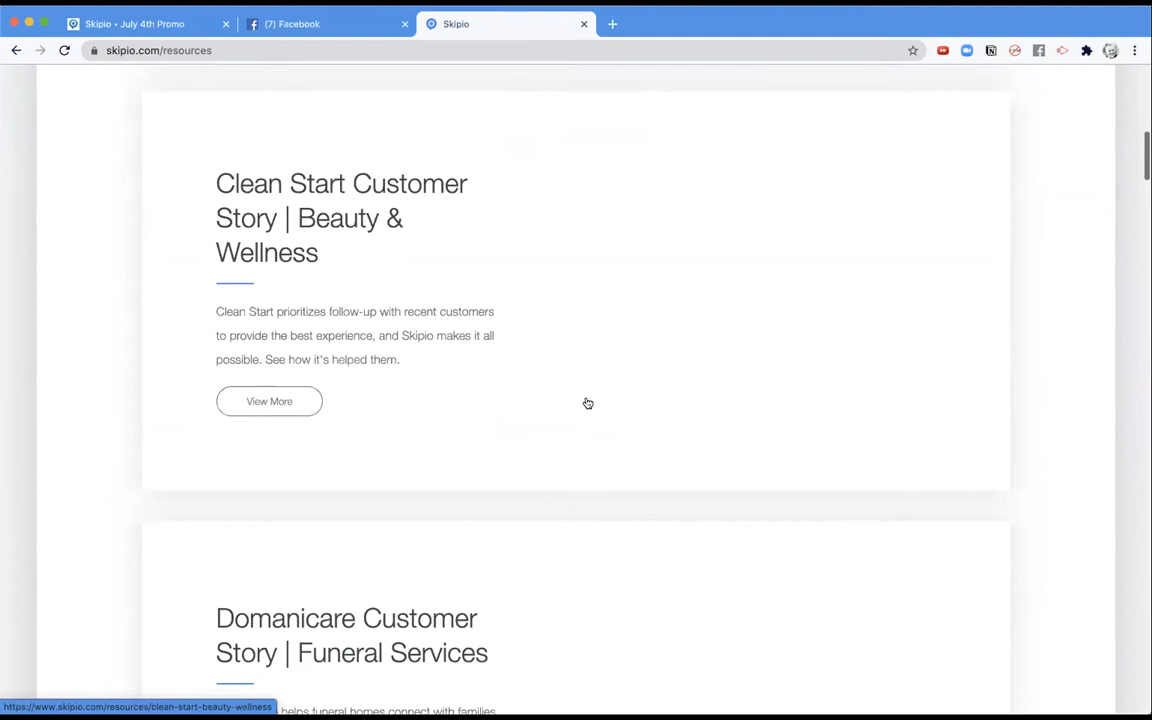 Skipio • July 4th Promo
(7) Facebook
Skipio
skipio.com/resources
Clean Start Customer
Story | Beauty &
Wellness
Clean Start prioritizes follow-up with recent customers
to provide the best experience, and Skipio makes it all
possible. See how it's helped them.
View More
Domanicare Customer
Story | Funeral Services
helps funeral homes connect with families
https://www.skipio.com/resources/clean-start-beauty-wellness